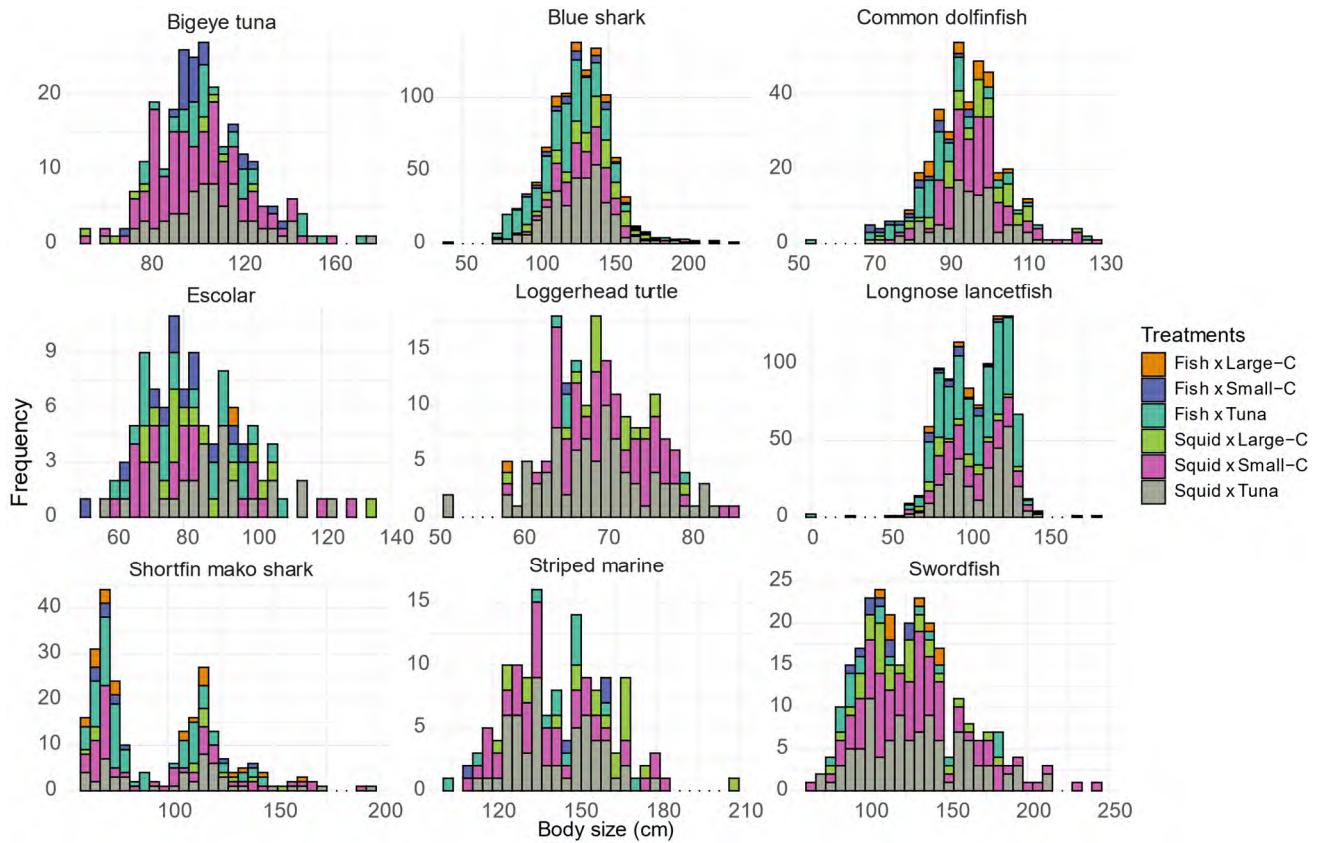 Bigeye tuna
Blue shark
Common dolfinfish
20
10
0
80 120 160
100
50
0
50 100 150 200
40
20
0
50 70 90 110 130
Escolar
Loggerhead turtle
Longnose lancetfish
9
6
3
0
60 80 100 120 140
15
10
5
0
50 60 70 80
100
50
0
0 50 100 150
Treatments
Fish x Large-C
Fish x Small-C
Fish x Tuna
Squid x Large-C
Squid x Small-C
Squid x Tuna
Frequency
Shortfin mako shark
Striped marine
Swordfish
40
30
20
10
0
100 150 200
15
10
5
0
120 150 180 210
25
20
15
10
5
0
100 150 200 250
Body size (cm)